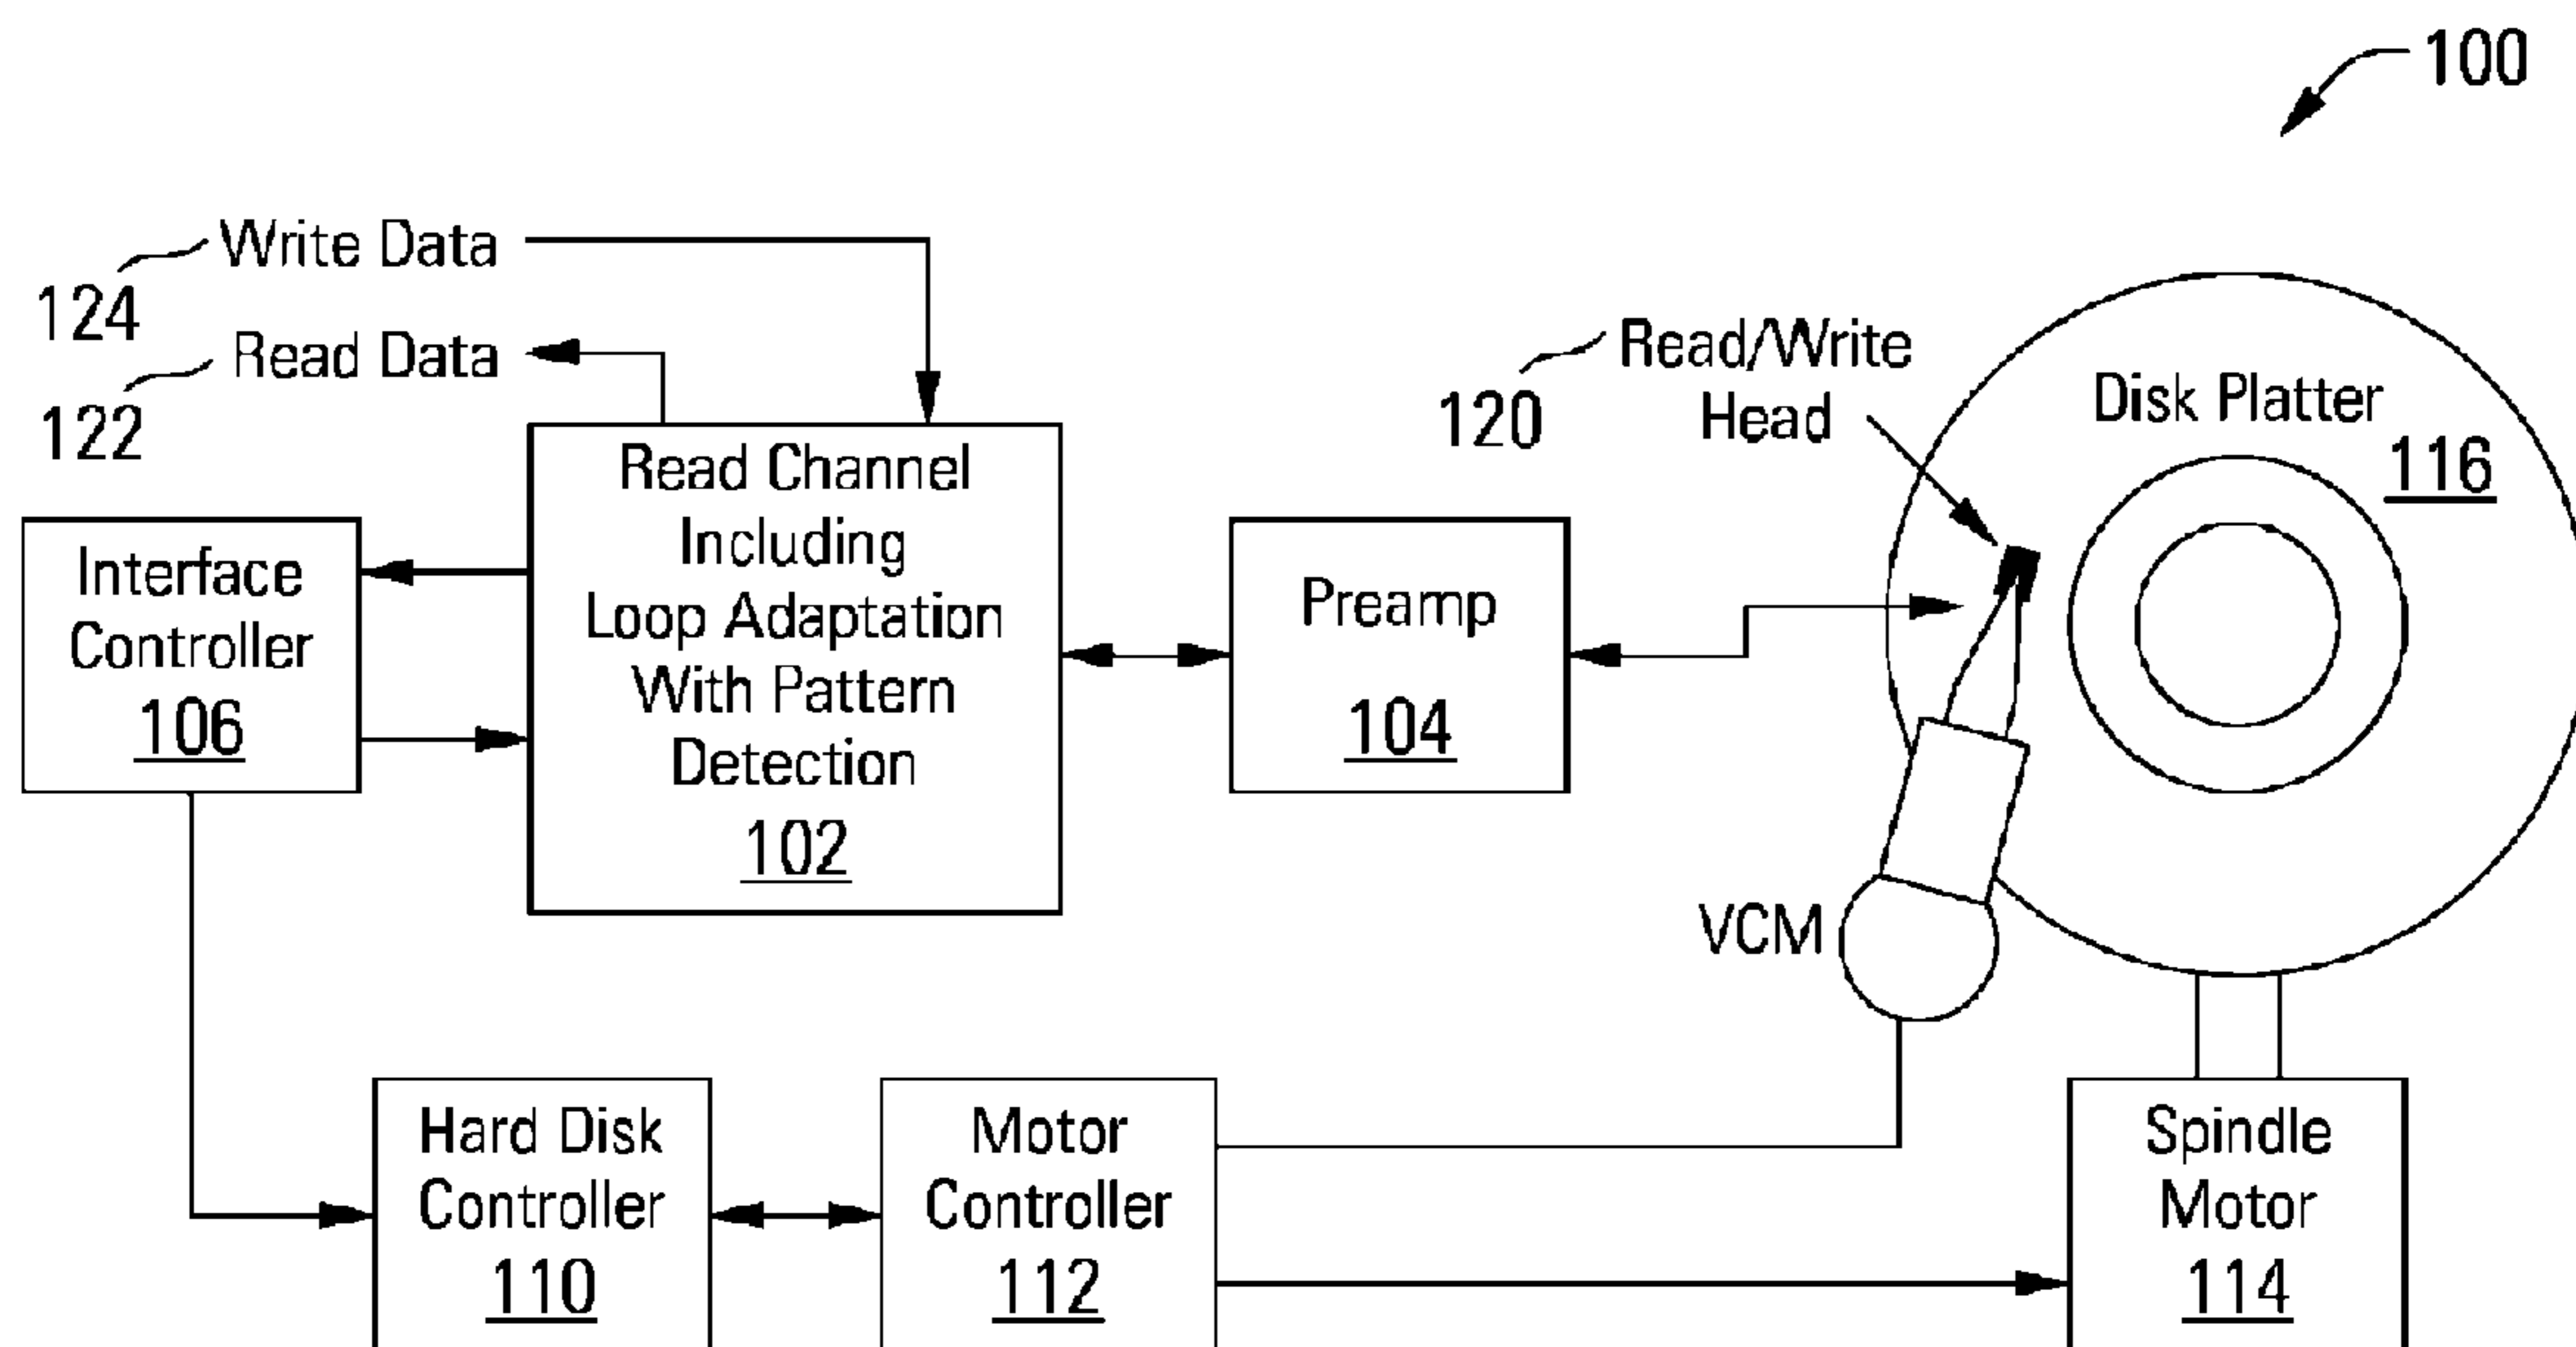 100
Write Data
124
Read Data
122
Read/Write
Head
120
Disk Platter
116
Interface
Controller
106
Read Channel
Including
Loop Adaptation
With Pattern
Detection
102
Preamp
104
VCM
Hard Disk
Controller
110
Motor
Controller
112
Spindle
Motor
114